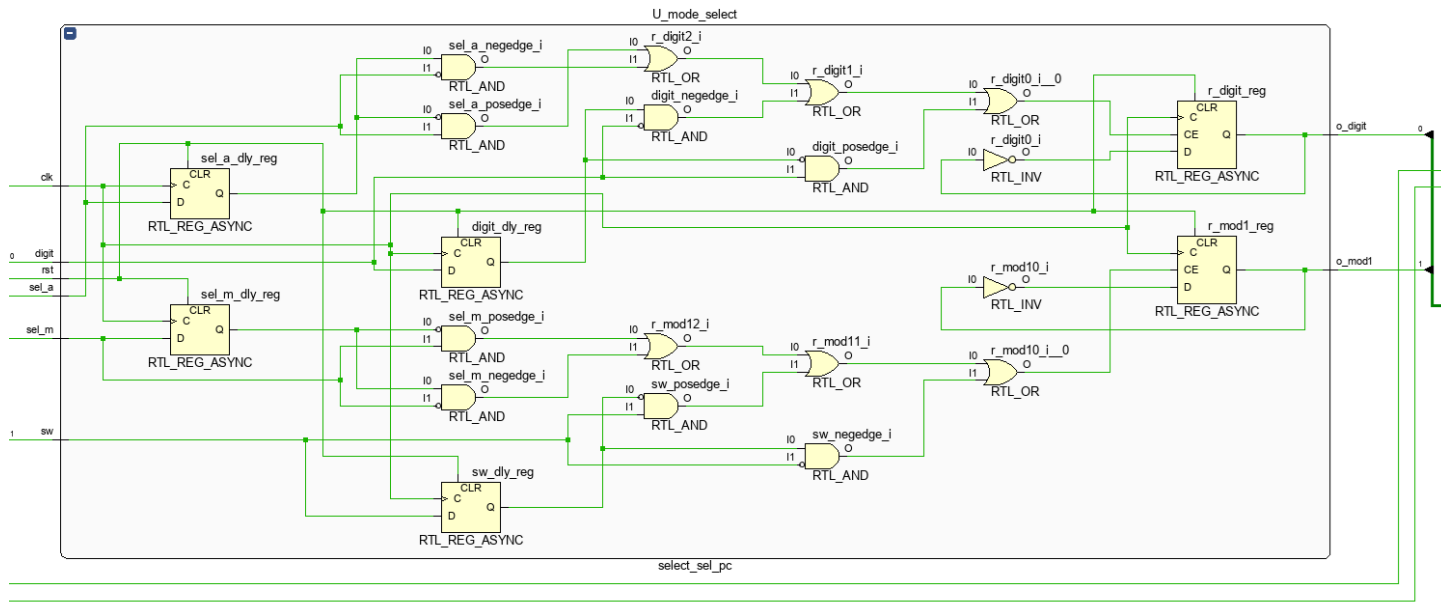 U_mode_select
sel_a_negedge_i
I0
I1
O
RTL_AND
sel_a_posedge_i
I0
I1
O
RTL_AND
r_digit2_i
I0
I1
O
RTL_OR
digit_negedge_i
I0
I1
O
RTL_AND
r_digit1_i
I0
I1
O
RTL_OR
digit_posedge_i
I0
I1
O
RTL_AND
r_digit0_i__0
I0
I1
O
RTL_OR
r_digit0_i
I0
O
RTL_INV
r_digit_reg
CLR
C
CE
D
Q
RTL_REG_ASYNC
o_digit
0
clk
sel_a_dly_reg
CLR
C
D
Q
RTL_REG_ASYNC
0
digit
rst
sel_a
sel_m
digit_dly_reg
CLR
C
D
Q
RTL_REG_ASYNC
r_mod1_reg
CLR
C
CE
D
Q
RTL_REG_ASYNC
o_mod1
1
r_mod10_i
I0
O
RTL_INV
sel_m_dly_reg
CLR
C
D
Q
RTL_REG_ASYNC
sel_m_posedge_i
I0
I1
O
RTL_AND
sel_m_negedge_i
I0
I1
O
RTL_AND
r_mod12_i
I0
I1
O
RTL_OR
sw_posedge_i
I0
I1
O
RTL_AND
r_mod11_i
I0
I1
O
RTL_OR
r_mod10_i__0
I0
I1
O
RTL_OR
sw_negedge_i
I0
I1
O
RTL_AND
1
sw
sw_dly_reg
CLR
C
D
Q
RTL_REG_ASYNC
select_sel_pc